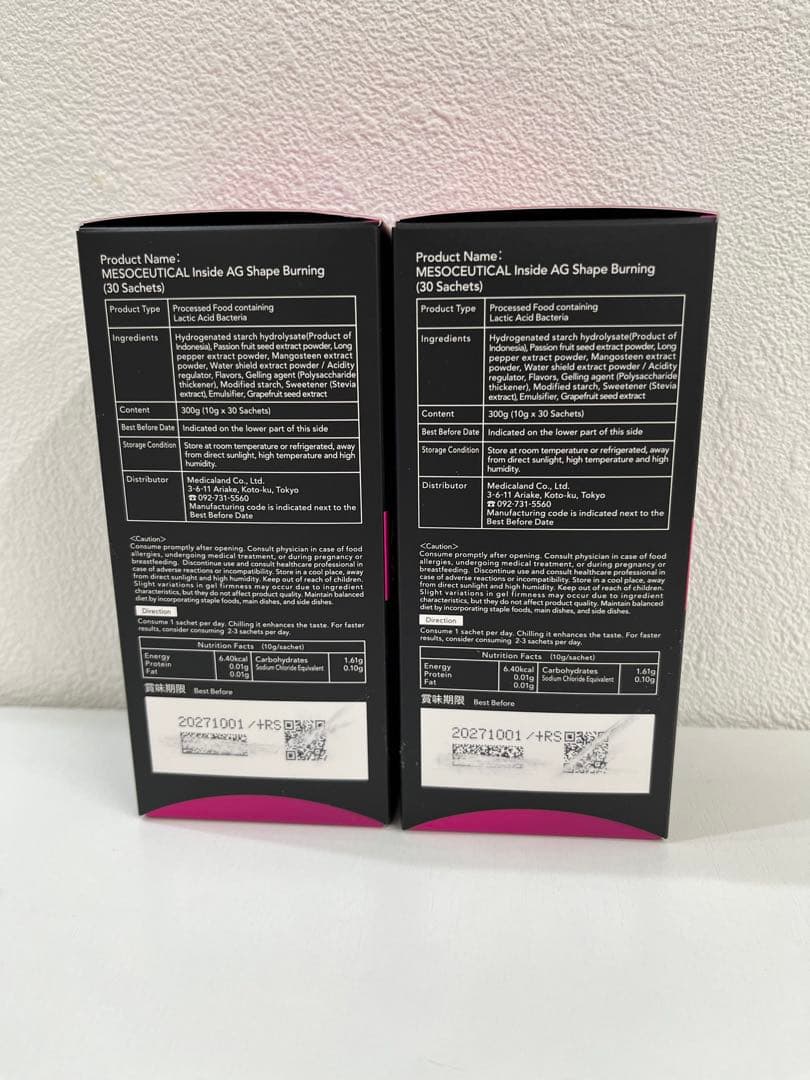 Product Name:
MESOCEUTICAL Inside AG Shape Burning
(30 Sachets)
Product Type Processed Food containing
Lactic Acid Bacteria
Ingredients Hydrogenated starch hydrolysate(Product of
Indonesia), Passion fruit seed extract powder, Long
pepper extract powder, Mangosteen extract
powder, Water shield extract powder / Acidity
regulator, Flavors, Gelling agent (Polysaccharide
thickener), Modified starch, Sweetener (Stevia
extract), Emulsifier, Grapefruit seed extract
Content 300g (10g x 30 Sachets)
Best Before Date Indicated on the lower part of this side
Storage Condition Store at room temperature or refrigerated, away
from direct sunlight, high temperature and high
humidity.
Distributor Medicaland Co., Ltd.
3-6-11 Ariake, Koto-ku, Tokyo
☎092-731-5560
Manufacturing code is indicated next to the
Best Before Date
<Caution>
Consume promptly after opening. Consult physician in case of food
allergies, undergoing medical treatment, or during pregnancy or
breastfeeding. Discontinue use and consult healthcare professional in
case of adverse reactions or incompatibility. Store in a cool place, away
from direct sunlight and high humidity. Keep out of reach of children.
Slight variations in gel firmness may occur due to ingredient
characteristics, but they do not affect product quality. Maintain balanced
diet by incorporating staple foods, main dishes, and side dishes.
Direction
Consume 1 sachet per day. Chilling it enhances the taste. For faster
results, consider consuming 2-3 sachets per day.
Nutrition Facts (10g/sachet)
Energy 6.40kcal Carbohydrates 1.61g
Protein 0.01g Sodium Chloride Equivalent 0.10g
Fat 0.01g
賞味期限 Best Before
20271001/+RS
Product Name:
MESOCEUTICAL Inside AG Shape Burning
(30 Sachets)
Product Type Processed Food containing
Lactic Acid Bacteria
Ingredients Hydrogenated starch hydrolysate(Product of
Indonesia), Passion fruit seed extract powder, Long
pepper extract powder, Mangosteen extract
powder, Water shield extract powder / Acidity
regulator, Flavors, Gelling agent (Polysaccharide
thickener), Modified starch, Sweetener (Stevia
extract), Emulsifier, Grapefruit seed extract
Content 300g (10g x 30 Sachets)
Best Before Date Indicated on the lower part of this side
Storage Condition Store at room temperature or refrigerated, away
from direct sunlight, high temperature and high
humidity.
Distributor Medicaland Co., Ltd.
3-6-11 Ariake, Koto-ku, Tokyo
☎092-731-5560
Manufacturing code is indicated next to the
Best Before Date
<Caution>
Consume promptly after opening. Consult physician in case of food
allergies, undergoing medical treatment, or during pregnancy or
breastfeeding. Discontinue use and consult healthcare professional in
case of adverse reactions or incompatibility. Store in a cool place, away
from direct sunlight and high humidity. Keep out of reach of children.
Slight variations in gel firmness may occur due to ingredient
characteristics, but they do not affect product quality. Maintain balanced
diet by incorporating staple foods, main dishes, and side dishes.
Direction
Consume 1 sachet per day. Chilling it enhances the taste. For faster
results, consider consuming 2-3 sachets per day.
Nutrition Facts (10g/sachet)
Energy 6.40kcal Carbohydrates 1.61g
Protein 0.01g Sodium Chloride Equivalent 0.10g
Fat 0.01g
賞味期限 Best Before
20271001/+RS